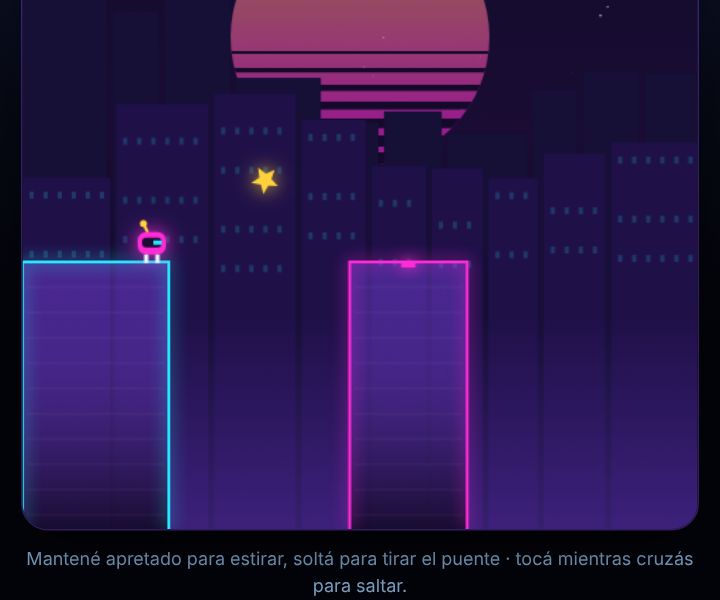 Mantené apretado para estirar, soltá para tirar el puente · tocá mientras cruzás
para saltar.